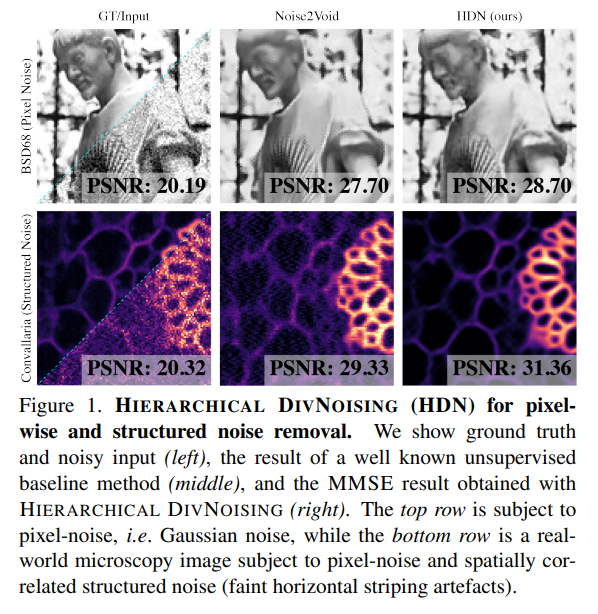 GT/Input Noise2Void HDN (ours)
BSD68 (Pixel Noise)
PSNR: 20.19 PSNR: 27.70 PSNR: 28.70
Convallaria (Structured Noise)
PSNR: 20.32 PSNR: 29.33 PSNR: 31.36
Figure 1. HIERARCHICAL DIVNOISING (HDN) for pixel-
wise and structured noise removal. We show ground truth
and noisy input (left), the result of a well known unsupervised
baseline method (middle), and the MMSE result obtained with
HIERARCHICAL DIVNOISING (right). The top row is subject to
pixel-noise, i.e. Gaussian noise, while the bottom row is a real-
world microscopy image subject to pixel-noise and spatially cor-
related structured noise (faint horizontal striping artefacts).